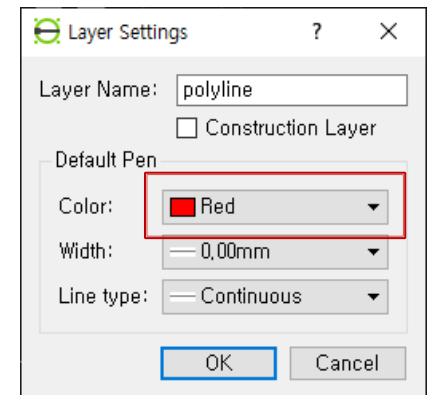 Layer Settings ?
Layer Name: polyline
Construction Layer
Default Pen
Color: Red
Width: 0,00mm
Line type: Continuous
OK Cancel